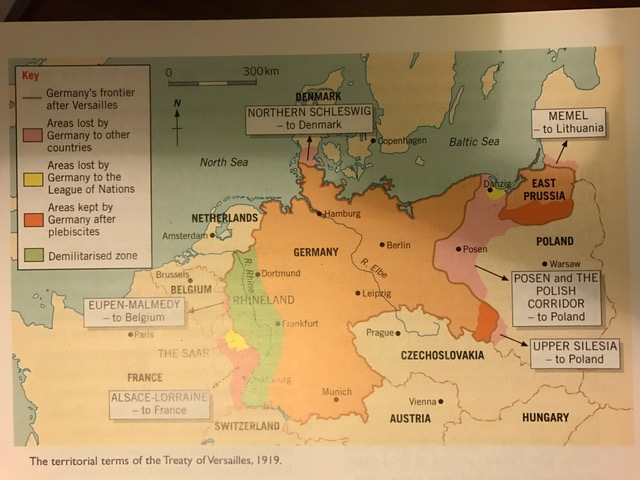 Key
Germany's frontier
after Versailles
Areas lost by
Germany to other
countries
Areas lost by
Germany to the
League of Nations
Areas kept by
Germany after
plebiscites
Demilitarised zone
0 300 km
N
DENMARK
NORTHERN SCHLESWIG
– to Denmark
MEMEL
– to Lithuania
Copenhagen
Baltic Sea
North Sea
Danzig
EAST
PRUSSIA
NETHERLANDS
Hamburg
Amsterdam
GERMANY
Berlin
Posen
POLAND
Warsaw
R. Elbe
R. Rhine
Brussels
BELGIUM
Dortmund
Leipzig
POSEN and THE
POLISH
CORRIDOR
– to Poland
EUPEN-MALMEDY
– to Belgium
RHINELAND
Frankfurt
Paris
Prague
UPPER SILESIA
– to Poland
THE SAAR
CZECHOSLOVAKIA
FRANCE
ALSACE-LORRAINE
– to France
Munich
Vienna
AUSTRIA
HUNGARY
SWITZERLAND
The territorial terms of the Treaty of Versailles, 1919.